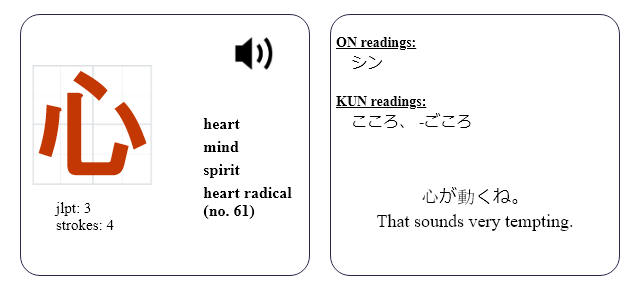 心
jlpt: 3
strokes: 4
heart
mind
spirit
heart radical
(no. 61)
ON readings:
シン
KUN readings:
こころ、 -ごころ
心が動くね。
That sounds very tempting.